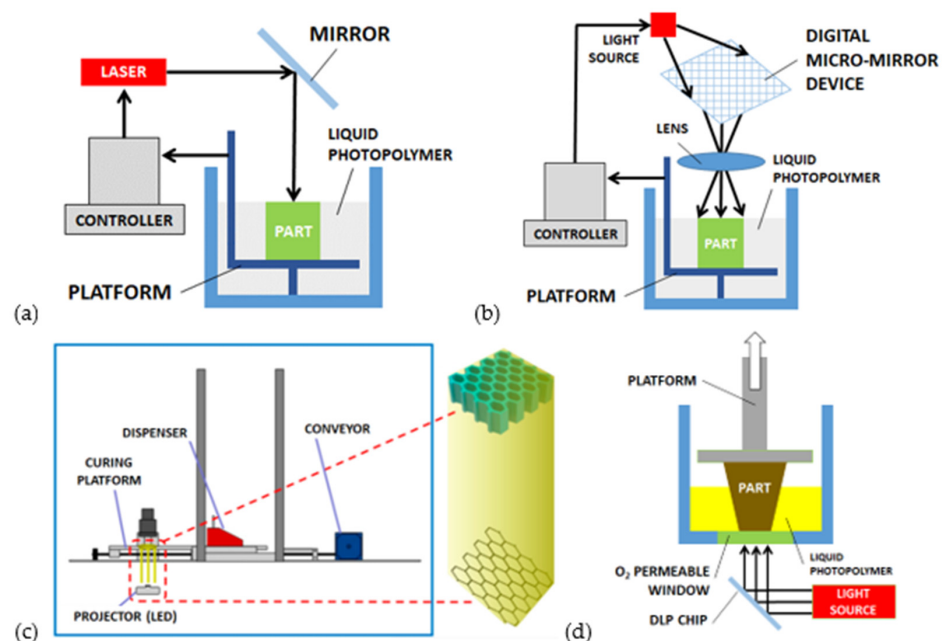 MIRROR
LASER
LIQUID
PHOTOPOLYMER
CONTROLLER
PART
PLATFORM
(a)
LIGHT
SOURCE
DIGITAL
MICRO-MIRROR
DEVICE
LENS
LIQUID
PHOTOPOLYMER
CONTROLLER
PART
PLATFORM
(b)
DISPENSER
CONVEYOR
CURING
PLATFORM
PROJECTOR (LED)
(c)
PLATFORM
PART
O₂ PERMEABLE
WINDOW
LIQUID
PHOTOPOLYMER
DLP CHIP
LIGHT
SOURCE
(d)